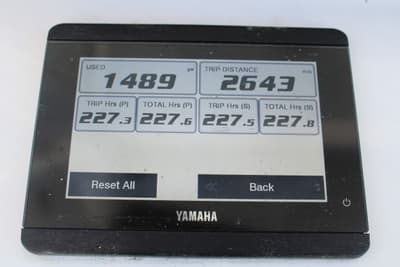 USED TRIP DISTANCE
1489 2643
TRIP Hrs (P) TOTAL Hrs (P) TRIP Hrs (S) TOTAL Hrs (S)
227.3 227.6 227.5 227.8
Reset All Back
YAMAHA